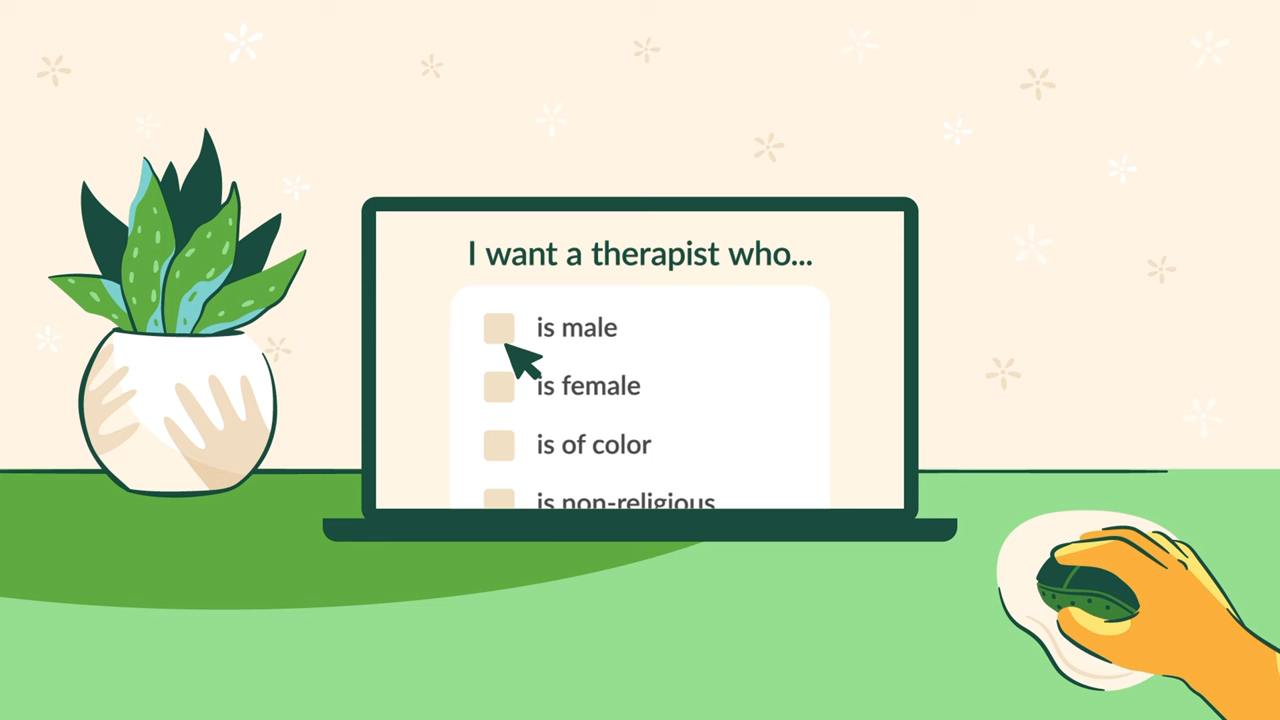 I want a therapist who...
is male
is female
is of color
is non-religious